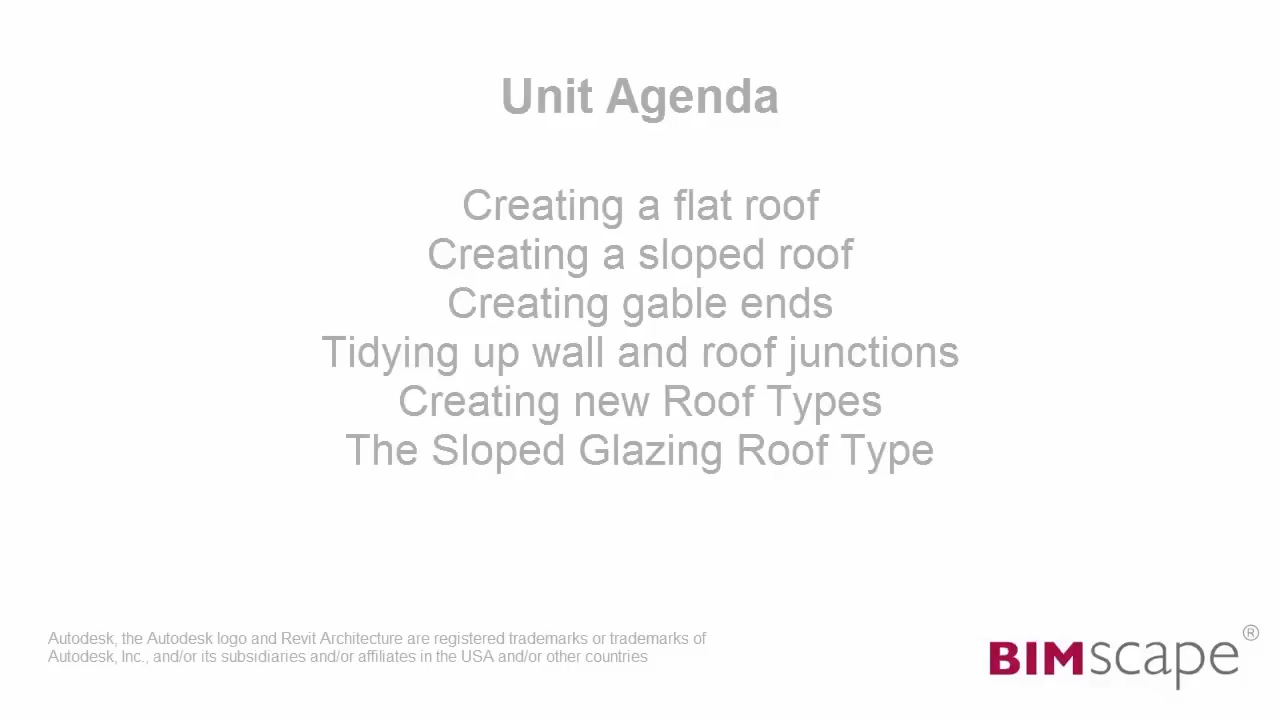 Unit Agenda
Creating a flat roof
Creating a sloped roof
Creating gable ends
Tidying up wall and roof junctions
Creating new Roof Types
The Sloped Glazing Roof Type
Autodesk, the Autodesk logo and Revit Architecture are registered trademarks or trademarks of
Autodesk, Inc., and/or its subsidiaries and/or affiliates in the USA and/or other countries
BIMscape®